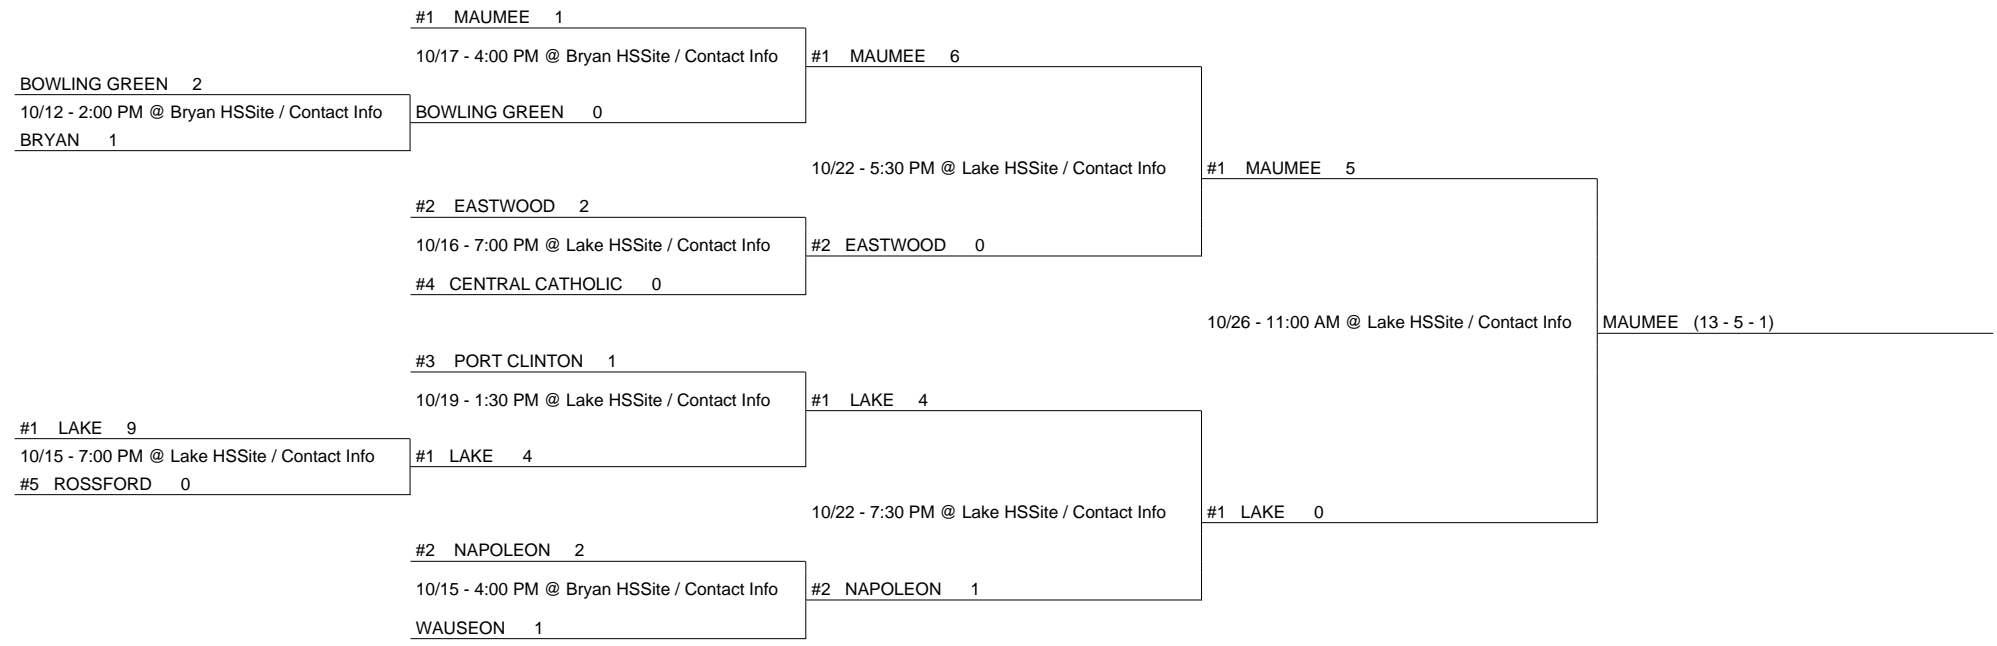 #1 MAUMEE 1
10/17 - 4:00 PM @ Bryan HSSite / Contact Info
#1 MAUMEE 6
BOWLING GREEN 2
10/12 - 2:00 PM @ Bryan HSSite / Contact Info
BOWLING GREEN 0
BRYAN 1
10/22 - 5:30 PM @ Lake HSSite / Contact Info
#1 MAUMEE 5
#2 EASTWOOD 2
10/16 - 7:00 PM @ Lake HSSite / Contact Info
#2 EASTWOOD 0
#4 CENTRAL CATHOLIC 0
10/26 - 11:00 AM @ Lake HSSite / Contact Info
MAUMEE (13 - 5 - 1)
#3 PORT CLINTON 1
10/19 - 1:30 PM @ Lake HSSite / Contact Info
#1 LAKE 4
#1 LAKE 9
10/15 - 7:00 PM @ Lake HSSite / Contact Info
#1 LAKE 4
#5 ROSSFORD 0
10/22 - 7:30 PM @ Lake HSSite / Contact Info
#1 LAKE 0
#2 NAPOLEON 2
10/15 - 4:00 PM @ Bryan HSSite / Contact Info
#2 NAPOLEON 1
WAUSEON 1